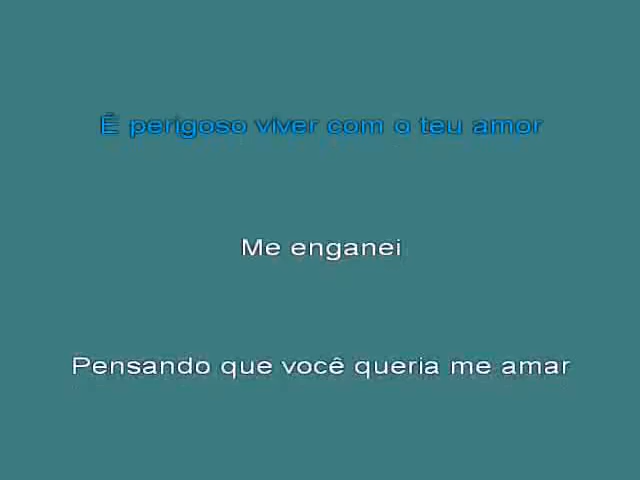 É perigoso viver com o teu amor
Me enganei
Pensando que você queria me amar